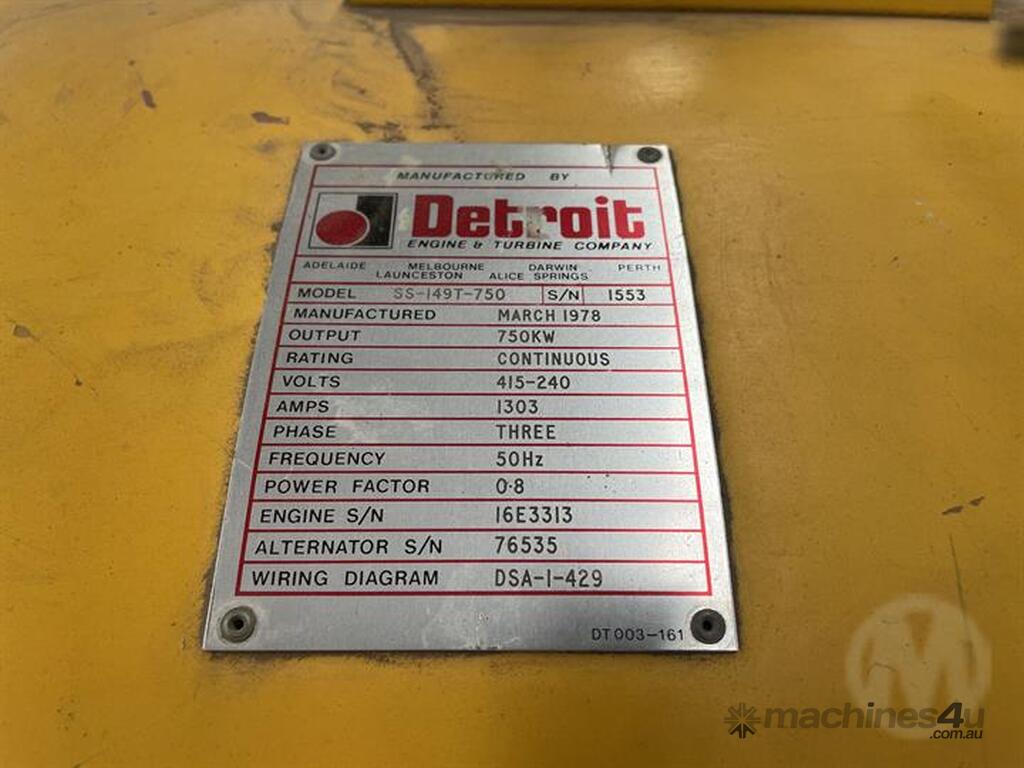 MANUFACTURED BY
Detroit
ENGINE & TURBINE COMPANY
ADELAIDE MELBOURNE DARWIN PERTH
LAUNCESTON ALICE SPRINGS
MODEL SS-149T-750 S/N 1553
MANUFACTURED MARCH 1978
OUTPUT 750KW
RATING CONTINUOUS
VOLTS 415-240
AMPS 1303
PHASE THREE
FREQUENCY 50Hz
POWER FACTOR 0·8
ENGINE S/N 16E3313
ALTERNATOR S/N 76535
WIRING DIAGRAM DSA-1-429
DT003-161
M
machines4u
.com.au